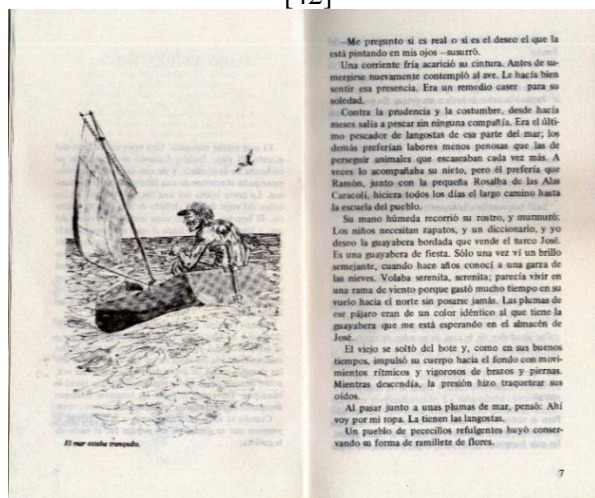 [42]
El mar estaba tranquilo.
—Me pregunto si es real o si es el deseo el que la
está pintando en mis ojos —susurró.
Una corriente fría acarició su cintura. Antes de su-
mergirse nuevamente contempló al ave. Le hacía bien
sentir esa presencia. Era un remedio caser para su
soledad.
Contra la prudencia y la costumbre, desde hacía
meses salía a pescar sin ninguna compañía. Era el últi-
mo pescador de langostas de esa parte del mar; los
demás preferían labores menos penosas que las de
perseguir animales que escaseaban cada vez más. A
veces lo acompañaba su nieto, pero él prefería que
Ramón, junto con la pequeña Rosalba de las Alas
Caracolí, hiciera todos los días el largo camino hasta
la escuela del pueblo.
Su mano húmeda recorrió su rostro, y murmuró:
Los niños necesitan zapatos, y un diccionario, y yo
deseo la guayabera bordada que vende el turco José.
Es una guayabera de fiesta. Sólo una vez ví un brillo
semejante, cuando hace años conocí a una garza de
las nieves. Volaba serenita, serenita; parecía vivir en
una rama de viento porque gastó mucho tiempo en su
vuelo hacia el norte sin posarse jamás. Las plumas de
ese pájaro eran de un color idéntico al que tiene la
guayabera que me está esperando en el almacén de
José.
El viejo se soltó del bote y, como en sus buenos
tiempos, impulsó su cuerpo hacia el fondo con movi-
mientos rítmicos y vigorosos de brazos y piernas.
Mientras descendía, la presión hizo traquetear sus
oídos.
Al pasar junto a unas plumas de mar, pensó: Ahí
voy por mi ropa. La tienen las langostas.
Un pueblo de pececillos refulgentes huyó conser-
vando su forma de ramillete de flores.
7